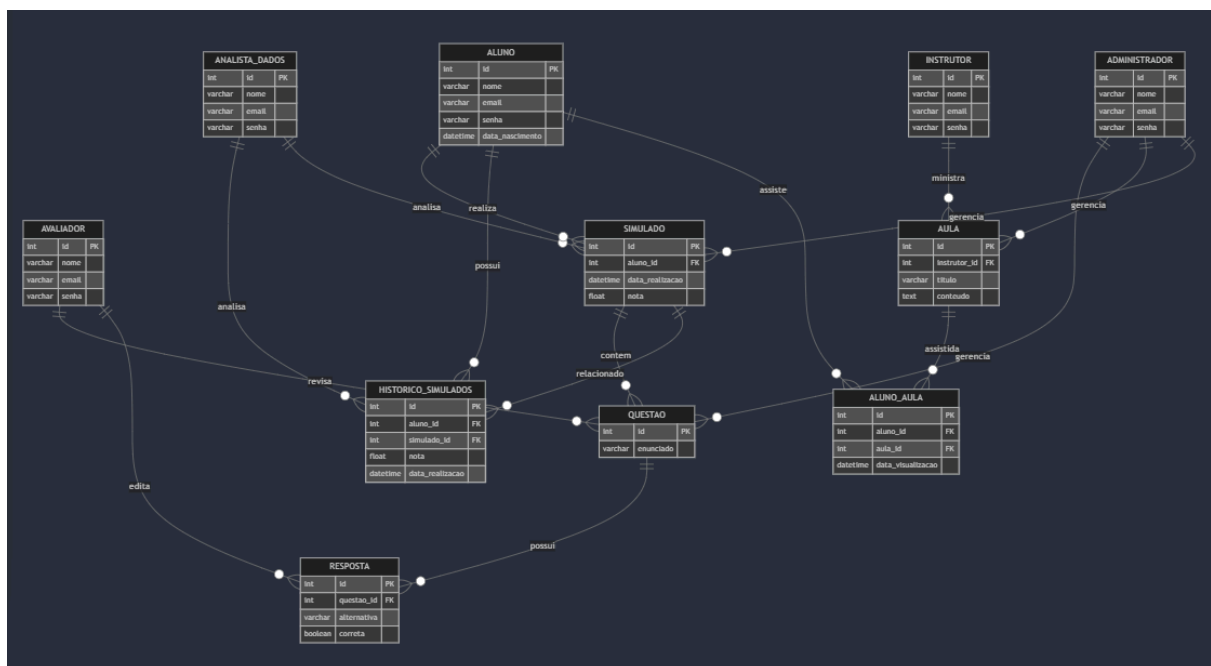 ANALISTA_DADOS
int id PK
varchar nome
varchar email
varchar senha
ALUNO
int id PK
varchar nome
varchar email
varchar senha
datetime data_nascimento
INSTRUTOR
int id PK
varchar nome
varchar email
varchar senha
ADMINISTRADOR
int id PK
varchar nome
varchar email
varchar senha
assiste
ministra
analisa
realiza
gerencia
gerencia
AVALIADOR
int id PK
varchar nome
varchar email
varchar senha
SIMULADO
int id PK
int aluno_id FK
datetime data_realizacao
float nota
AULA
int id PK
int instrutor_id FK
varchar titulo
text conteudo
possui
analisa
contem
assistida
gerencia
revisa
relacionado
HISTORICO_SIMULADOS
int id PK
int aluno_id FK
int simulado_id FK
float nota
datetime data_realizacao
QUESTAO
int id PK
varchar enunciado
ALUNO_AULA
int id PK
int aluno_id FK
int aula_id FK
datetime data_visualizacao
edita
possui
RESPOSTA
int id PK
int questao_id FK
varchar alternativa
boolean correta